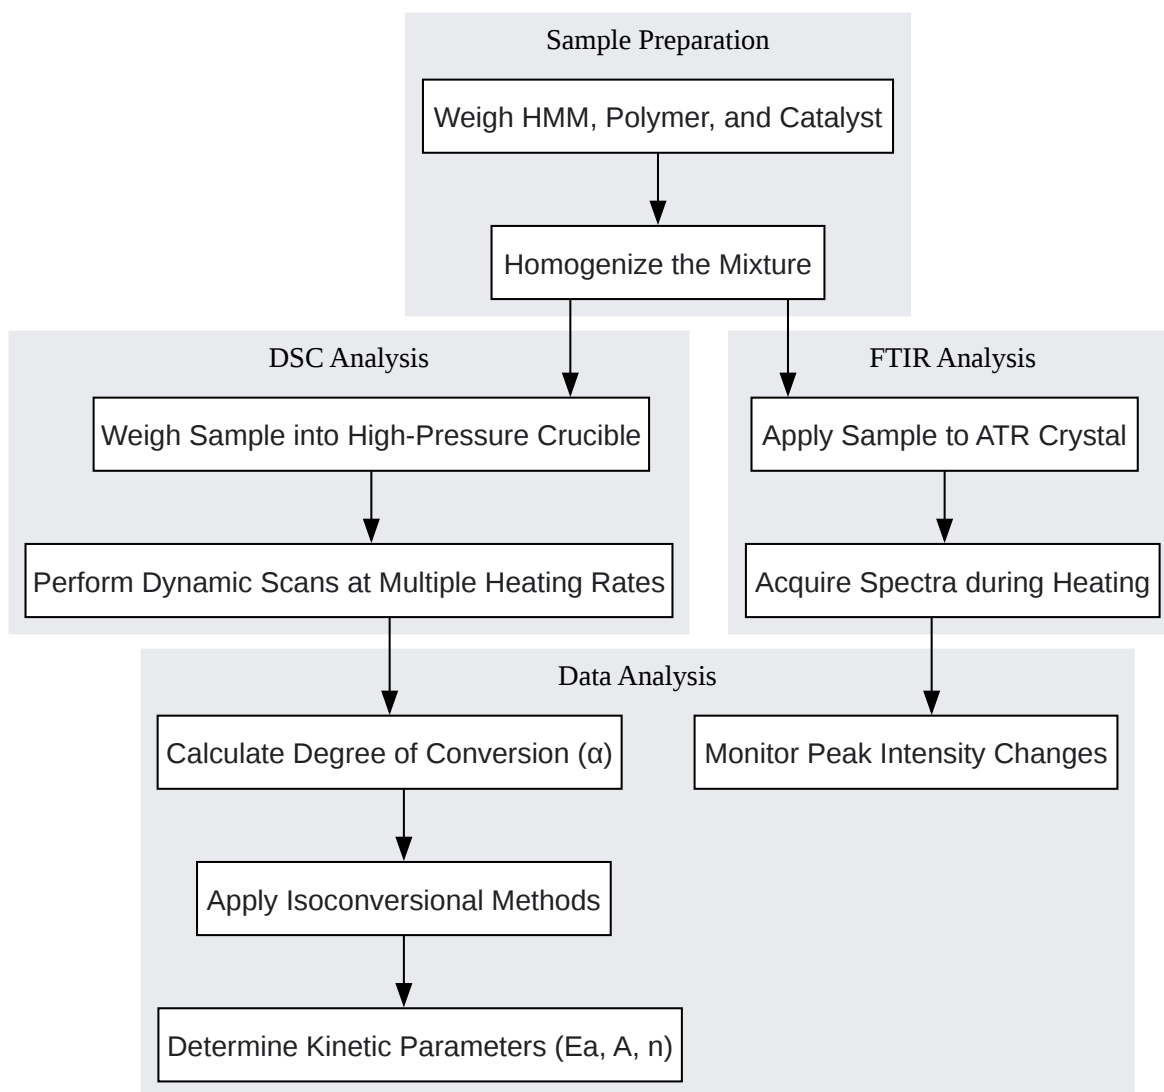 Sample Preparation
Weigh HMM, Polymer, and Catalyst
Homogenize the Mixture
DSC Analysis
Weigh Sample into High-Pressure Crucible
Perform Dynamic Scans at Multiple Heating Rates
FTIR Analysis
Apply Sample to ATR Crystal
Acquire Spectra during Heating
Data Analysis
Calculate Degree of Conversion (α)
Apply Isoconversional Methods
Determine Kinetic Parameters (Ea, A, n)
Monitor Peak Intensity Changes